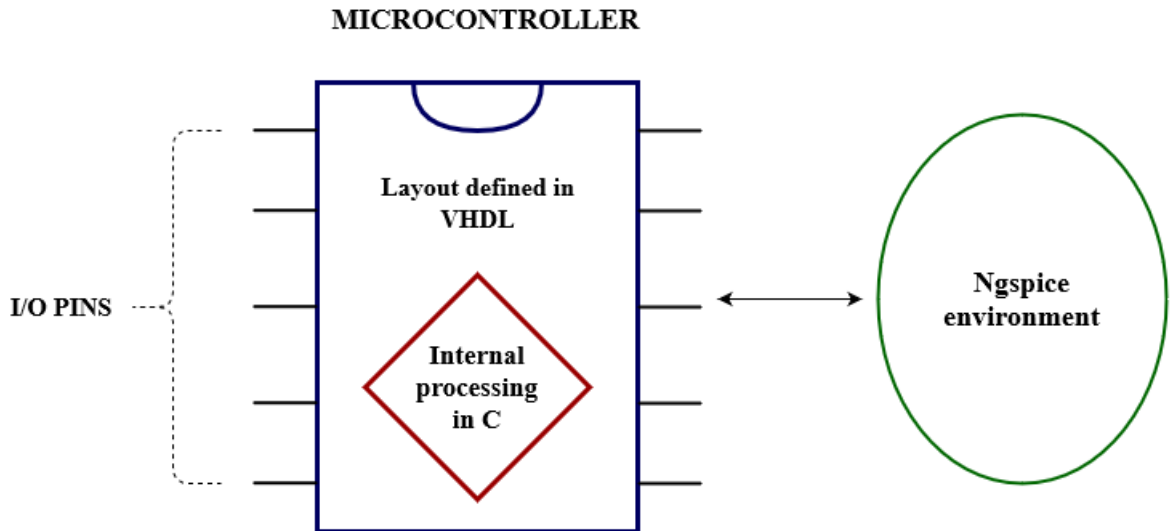 MICROCONTROLLER
Layout defined in
VHDL
I/O PINS
Internal
processing
in C
Ngspice
environment